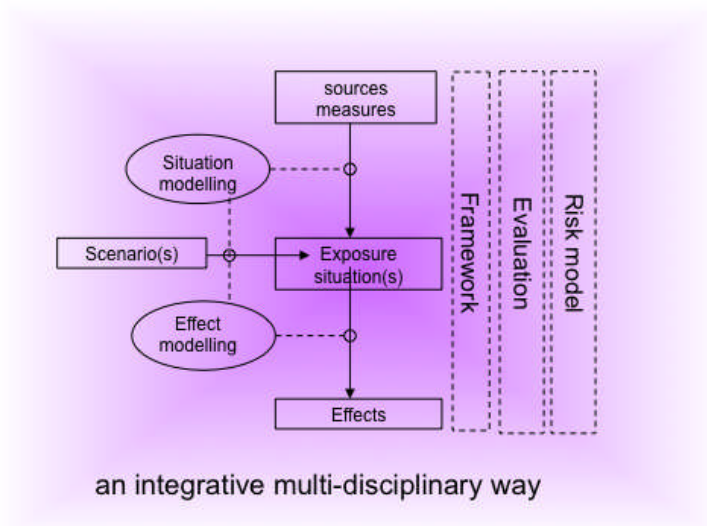 sources
measures
Situation
modelling
Scenario(s)
Exposure
situation(s)
Effect
modelling
Effects
Framework
Evaluation
Risk model
an integrative multi-disciplinary way